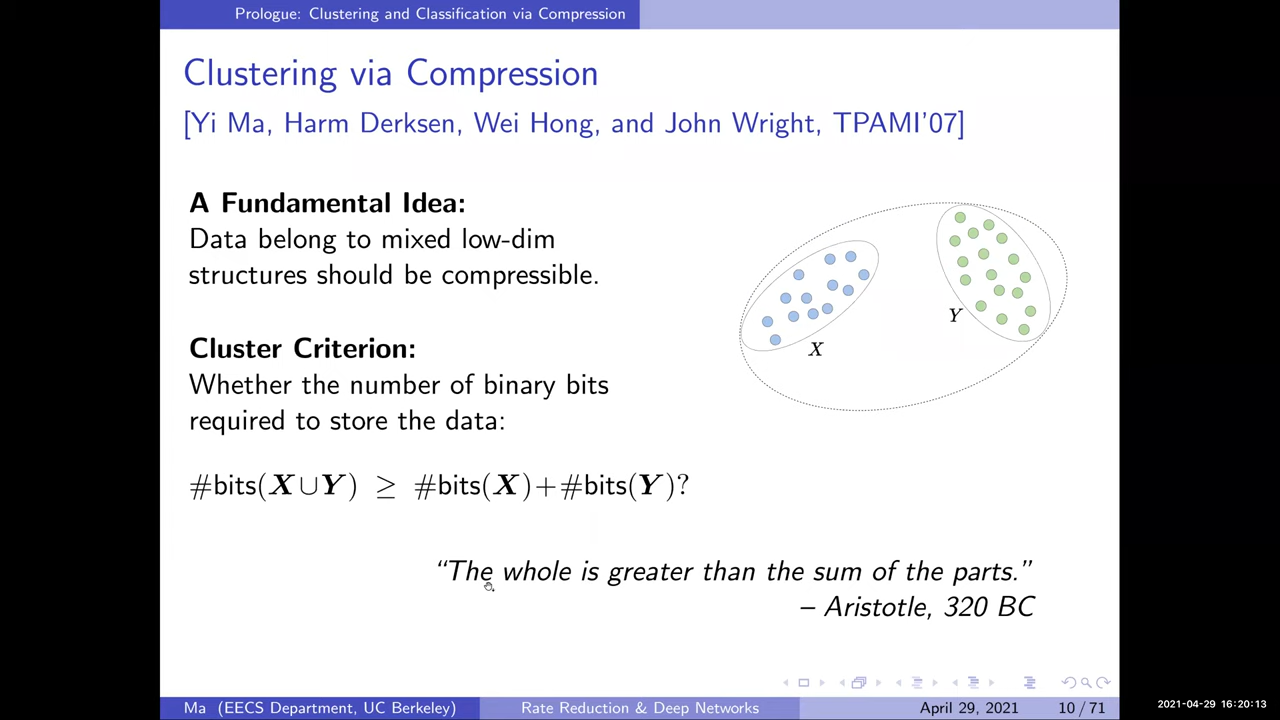 Prologue: Clustering and Classification via Compression
Clustering via Compression
[Yi Ma, Harm Derksen, Wei Hong, and John Wright, TPAMI'07]
A Fundamental Idea:
Data belong to mixed low-dim
structures should be compressible.
Cluster Criterion:
Whether the number of binary bits
required to store the data:
#bits(X ∪ Y) ≥ #bits(X)+#bits(Y)?
X
Y
“The whole is greater than the sum of the parts.”
– Aristotle, 320 BC
Ma (EECS Department, UC Berkeley)
Rate Reduction & Deep Networks
April 29, 2021
10 / 71
2021-04-29 16:20:13